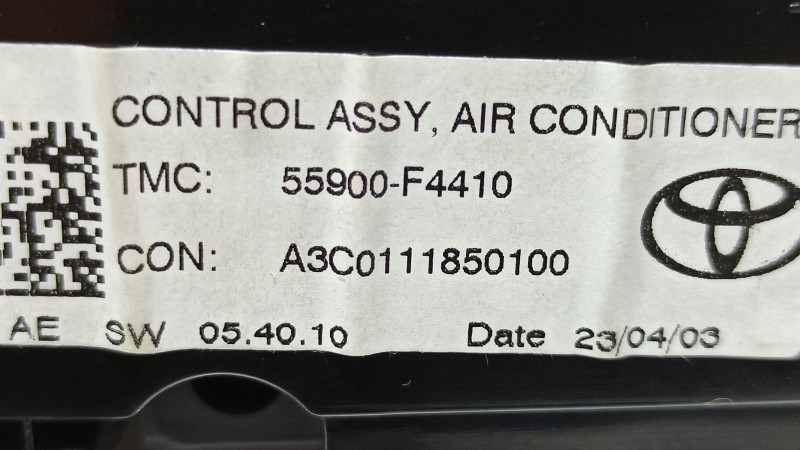 CONTROL ASSY, AIR CONDITIONER
TMC: 55900-F4410
CON: A3C0111850100
AE SW 05.40.10 Date 23/04/03